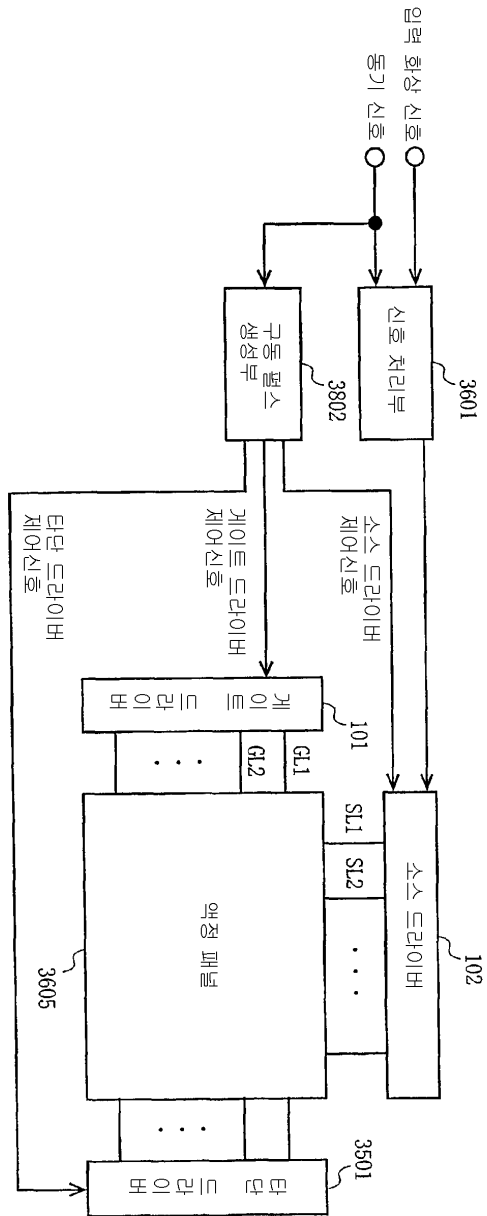 입력 화상 신호
동기 신호
신호 처리부
3601
구동 펄스
생성부
3802
소스 드라이버
제어신호
게이트 드라이버
제어신호
타단 드라이버
제어신호
게이트 드라이버
101
GL1
GL2
...
SL1
SL2
...
소스 드라이버
102
액정 패널
3605
...
타단 드라이버
3501